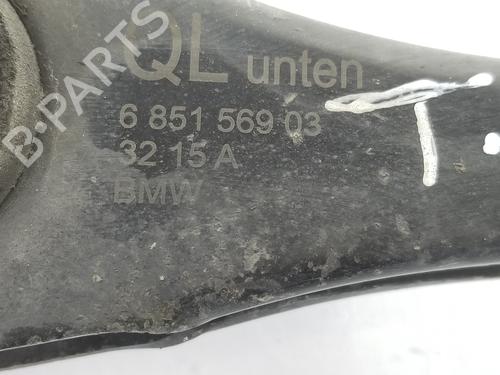 B-PARTS
QL unten
6 851 569 03
32 15 A
BMW
T.